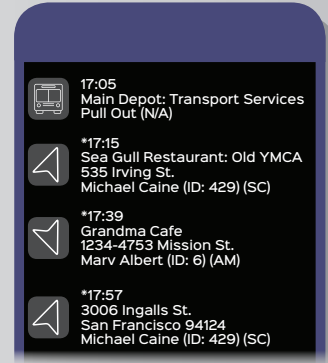 17:05
Main Depot: Transport Services
Pull Out (N/A)
*17:15
Sea Gull Restaurant: Old YMCA
535 Irving St.
Michael Caine (ID: 429) (SC)
*17:39
Grandma Cafe
1234-4753 Mission St.
Marv Albert (ID: 6) (AM)
*17:57
3006 Ingalls St.
San Francisco 94124
Michael Caine (ID: 429) (SC)